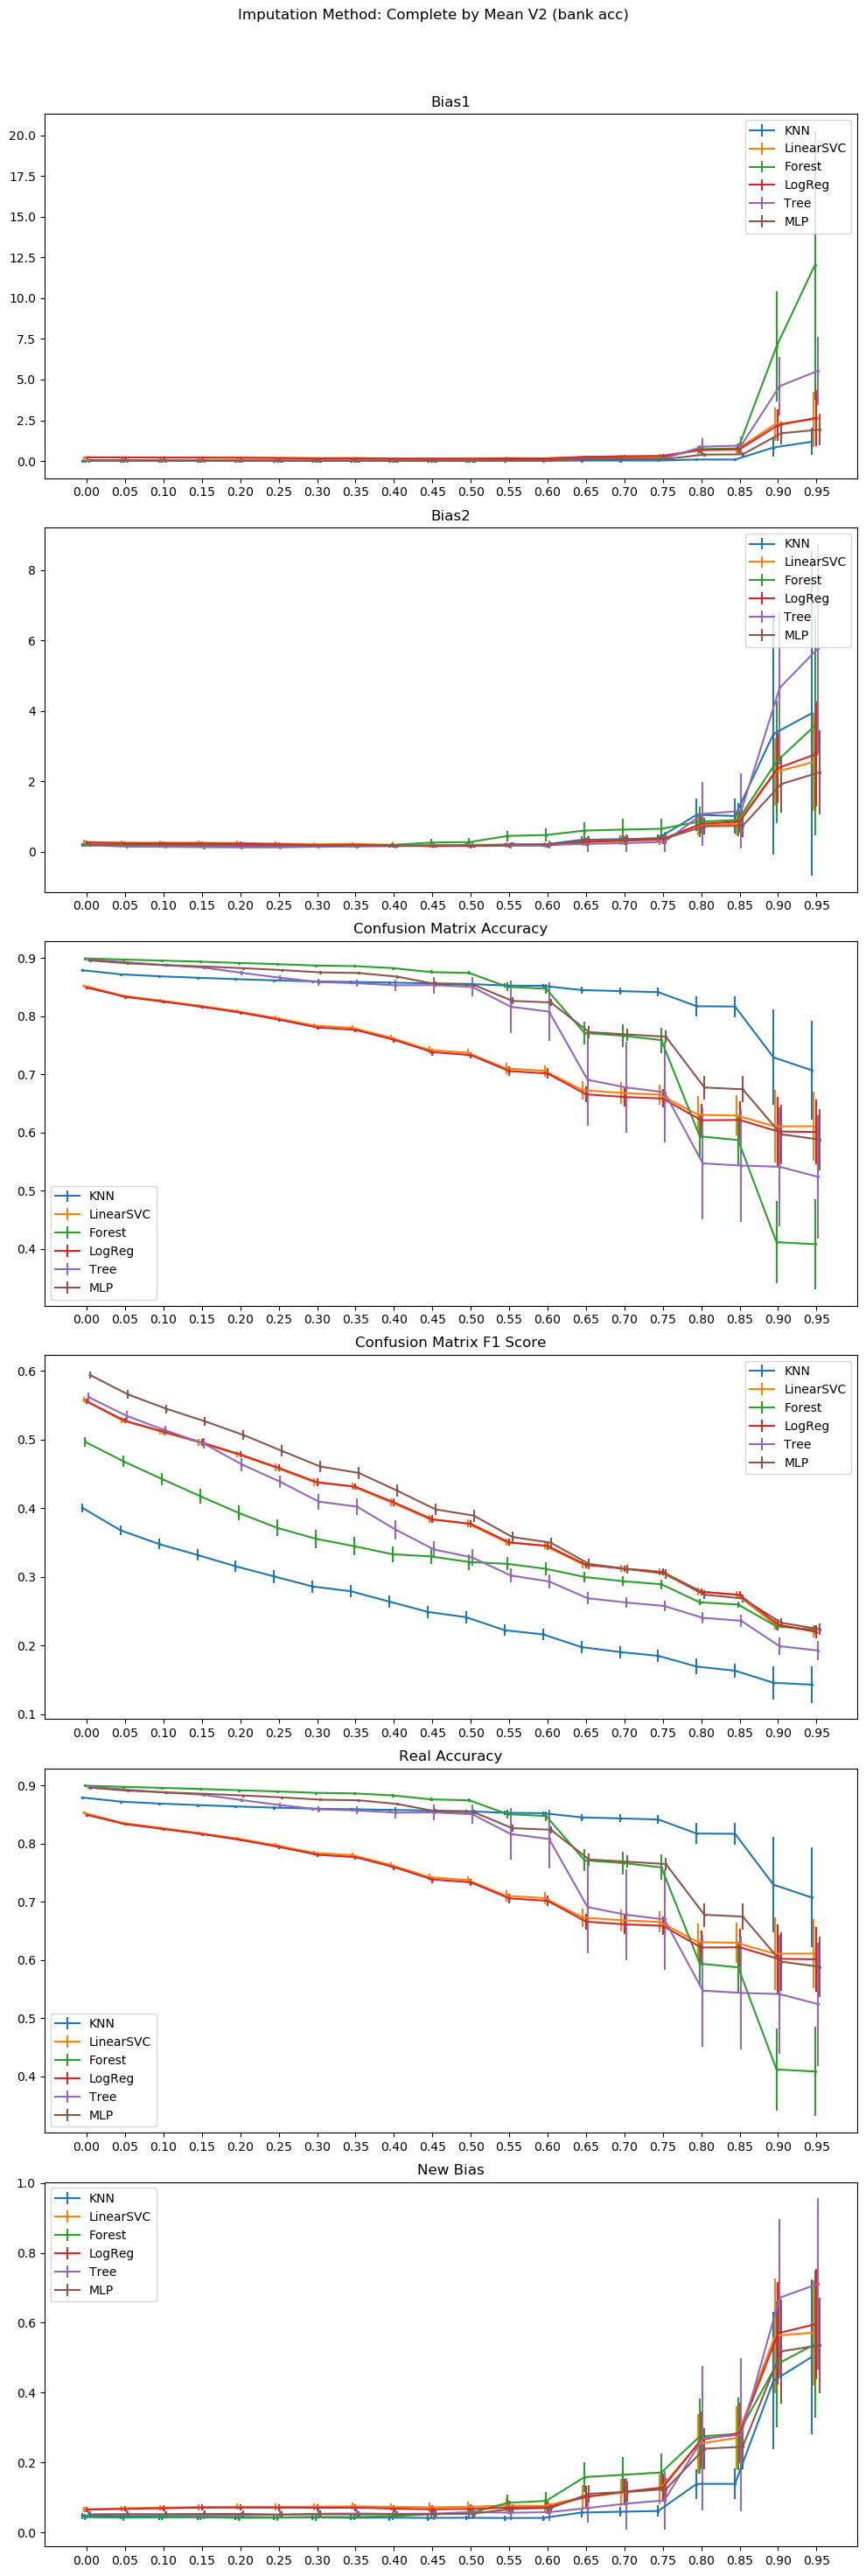 Imputation Method: Complete by Mean V2 (bank acc)
Bias1
20.0
17.5
15.0
12.5
10.0
7.5
5.0
2.5
0.0
KNN
LinearSVC
Forest
LogReg
Tree
MLP
0.00 0.05 0.10 0.15 0.20 0.25 0.30 0.35 0.40 0.45 0.50 0.55 0.60 0.65 0.70 0.75 0.80 0.85 0.90 0.95
Bias2
8
6
4
2
0
KNN
LinearSVC
Forest
LogReg
Tree
MLP
0.00 0.05 0.10 0.15 0.20 0.25 0.30 0.35 0.40 0.45 0.50 0.55 0.60 0.65 0.70 0.75 0.80 0.85 0.90 0.95
Confusion Matrix Accuracy
0.9
0.8
0.7
0.6
0.5
0.4
KNN
LinearSVC
Forest
LogReg
Tree
MLP
0.00 0.05 0.10 0.15 0.20 0.25 0.30 0.35 0.40 0.45 0.50 0.55 0.60 0.65 0.70 0.75 0.80 0.85 0.90 0.95
Confusion Matrix F1 Score
0.6
0.5
0.4
0.3
0.2
0.1
KNN
LinearSVC
Forest
LogReg
Tree
MLP
0.00 0.05 0.10 0.15 0.20 0.25 0.30 0.35 0.40 0.45 0.50 0.55 0.60 0.65 0.70 0.75 0.80 0.85 0.90 0.95
Real Accuracy
0.9
0.8
0.7
0.6
0.5
0.4
KNN
LinearSVC
Forest
LogReg
Tree
MLP
0.00 0.05 0.10 0.15 0.20 0.25 0.30 0.35 0.40 0.45 0.50 0.55 0.60 0.65 0.70 0.75 0.80 0.85 0.90 0.95
New Bias
1.0
0.8
0.6
0.4
0.2
0.0
KNN
LinearSVC
Forest
LogReg
Tree
MLP
0.00 0.05 0.10 0.15 0.20 0.25 0.30 0.35 0.40 0.45 0.50 0.55 0.60 0.65 0.70 0.75 0.80 0.85 0.90 0.95